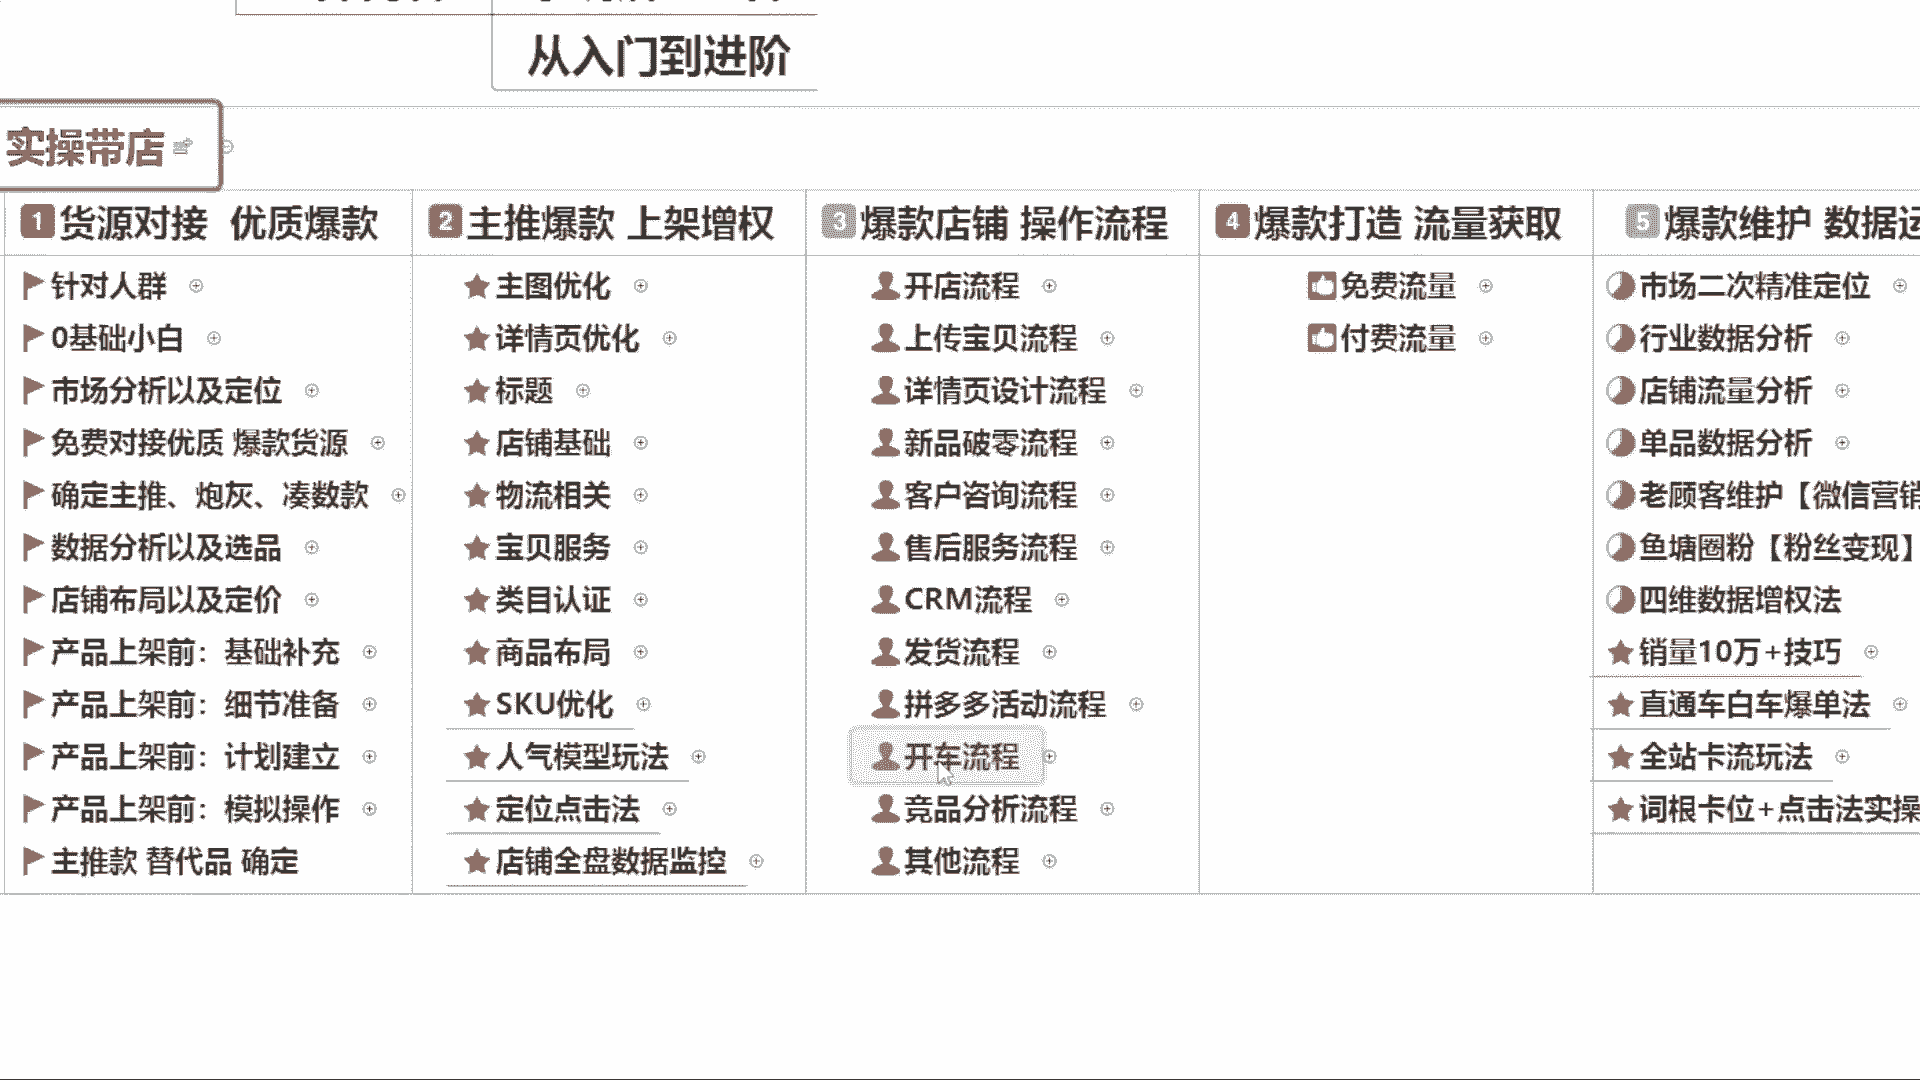 从入门到进阶
实操带店
1 货源对接 优质爆款
针对人群
0基础小白
市场分析以及定位
免费对接优质 爆款货源
确定主推、炮灰、凑数款
数据分析以及选品
店铺布局以及定价
产品上架前：基础补充
产品上架前：细节准备
产品上架前：计划建立
产品上架前：模拟操作
主推款 替代品 确定
2 主推爆款 上架增权
主图优化
详情页优化
标题
店铺基础
物流相关
宝贝服务
类目认证
商品布局
SKU优化
人气模型玩法
定位点击法
店铺全盘数据监控
3 爆款店铺 操作流程
开店流程
上传宝贝流程
详情页设计流程
新品破零流程
客户咨询流程
售后服务流程
CRM流程
发货流程
拼多多活动流程
开车流程
竞品分析流程
其他流程
4 爆款打造 流量获取
免费流量
付费流量
5 爆款维护 数据运
市场二次精准定位
行业数据分析
店铺流量分析
单品数据分析
老顾客维护【微信营销
鱼塘圈粉【粉丝变现】
四维数据增权法
销量10万+技巧
直通车白车爆单法
全站卡流玩法
词根卡位+点击法实操